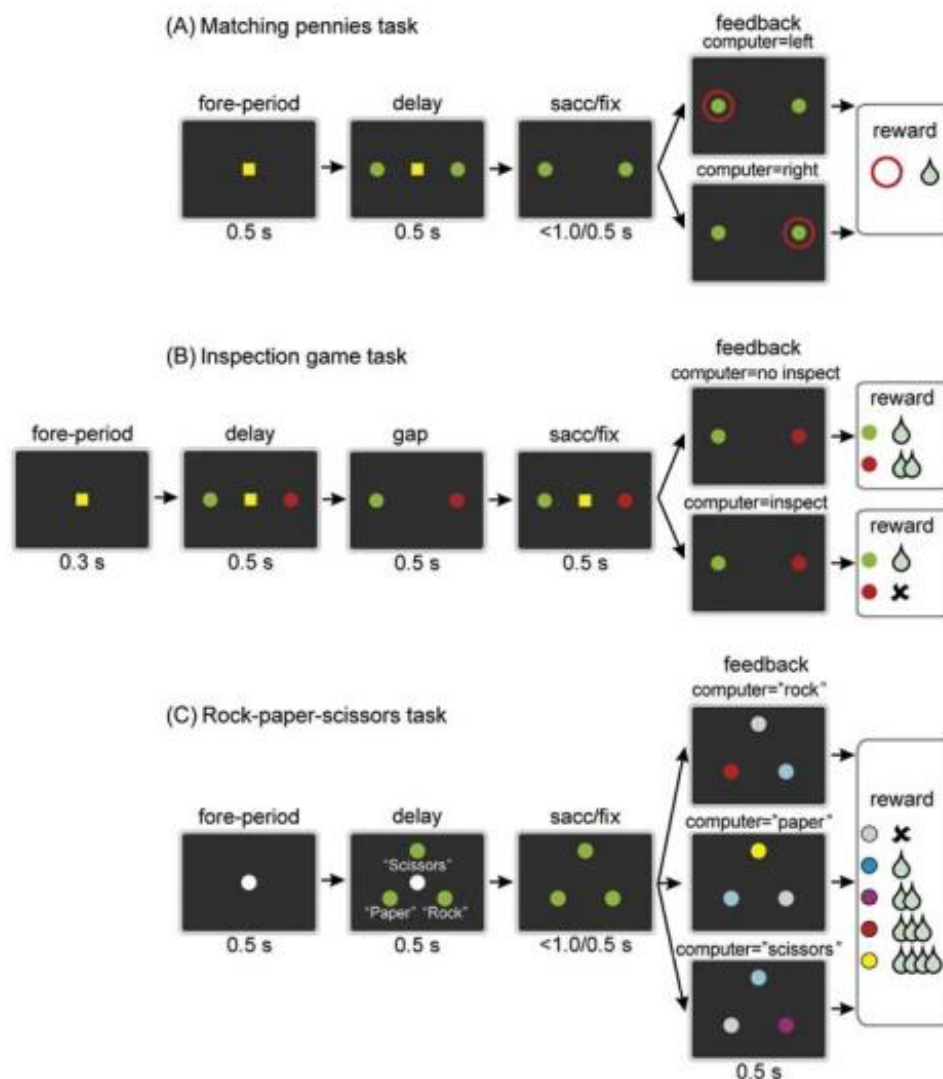 (A) Matching pennies task
feedback
computer=left
fore-period
delay
sacc/fix
reward
computer=right
0.5 s
0.5 s
<1.0/0.5 s
(B) Inspection game task
feedback
computer=no inspect
reward
fore-period
delay
gap
sacc/fix
computer=inspect
reward
0.3 s
0.5 s
0.5 s
0.5 s
feedback
computer="rock"
(C) Rock-paper-scissors task
reward
fore-period
delay
sacc/fix
computer="paper"
"Scissors"
"Paper" "Rock"
0.5 s
0.5 s
<1.0/0.5 s
computer="scissors"
0.5 s